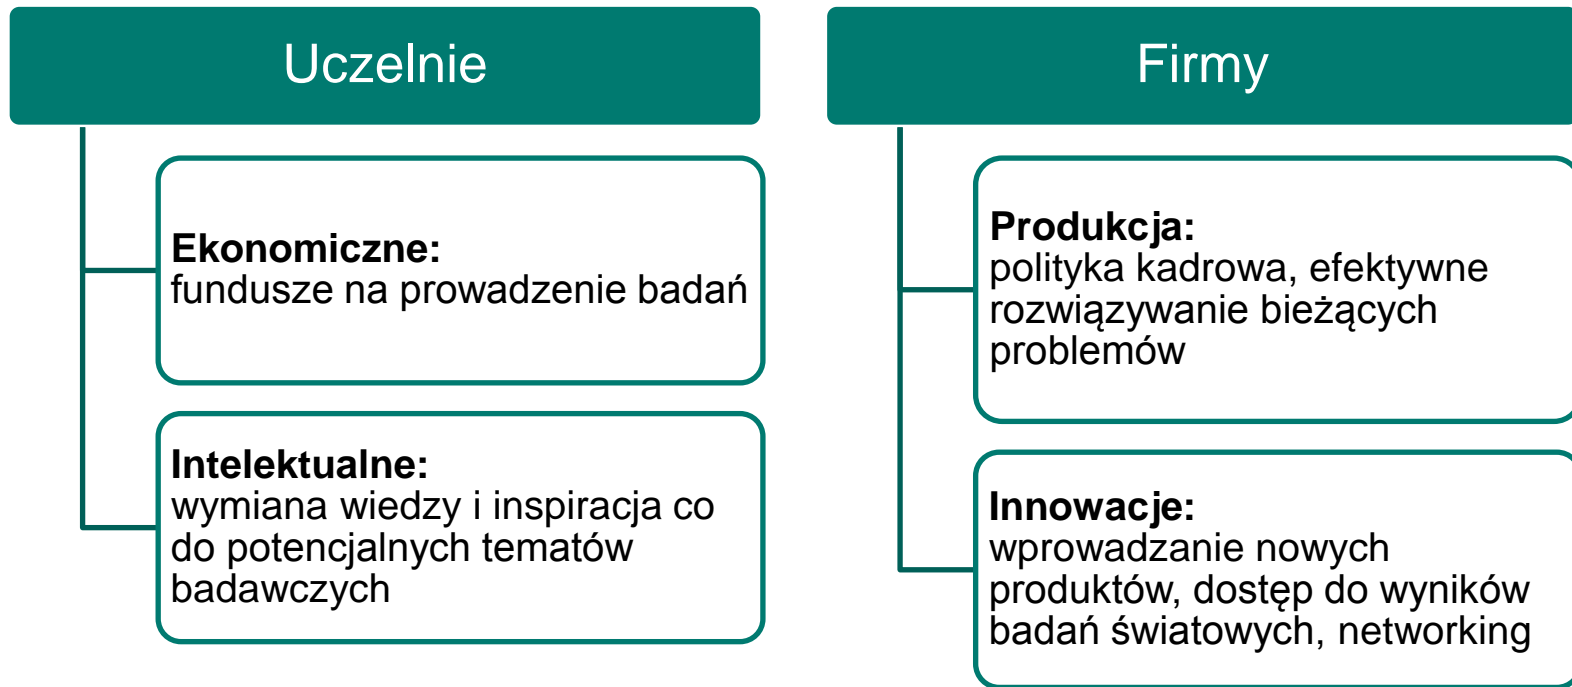 Uczelnie
Ekonomiczne:
fundusze na prowadzenie badań
Intelektualne:
wymiana wiedzy i inspiracja co
do potencjalnych tematów
badawczych
Firmy
Produkcja:
polityka kadrowa, efektywne
rozwiązywanie bieżących
problemów
Innowacje:
wprowadzanie nowych
produktów, dostęp do wyników
badań światowych, networking